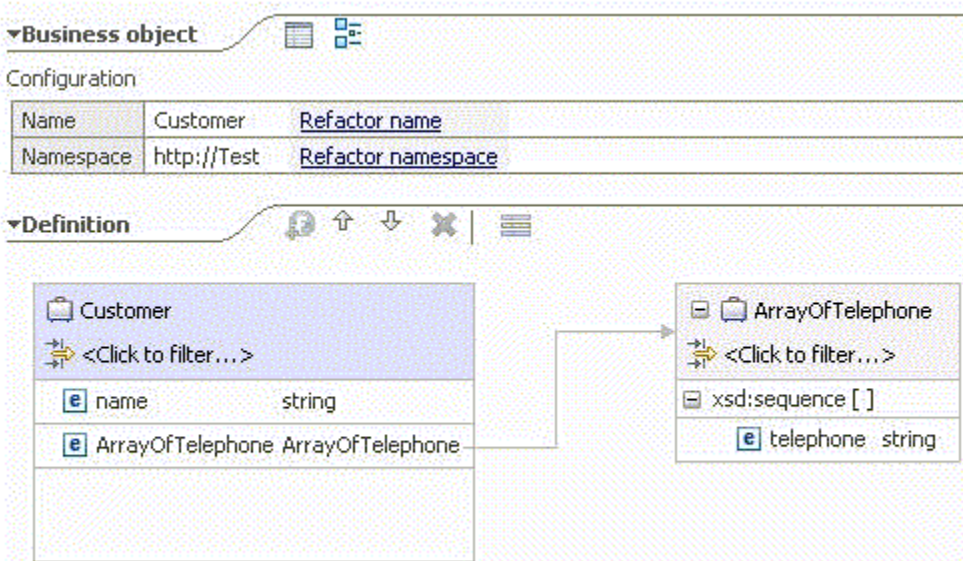 Business object
Configuration
Name Customer Refactor name
Namespace http://Test Refactor namespace
Definition
Customer
<Click to filter...>
e name string
e ArrayOfTelephone ArrayOfTelephone
ArrayOfTelephone
<Click to filter...>
xsd:sequence [ ]
e telephone string